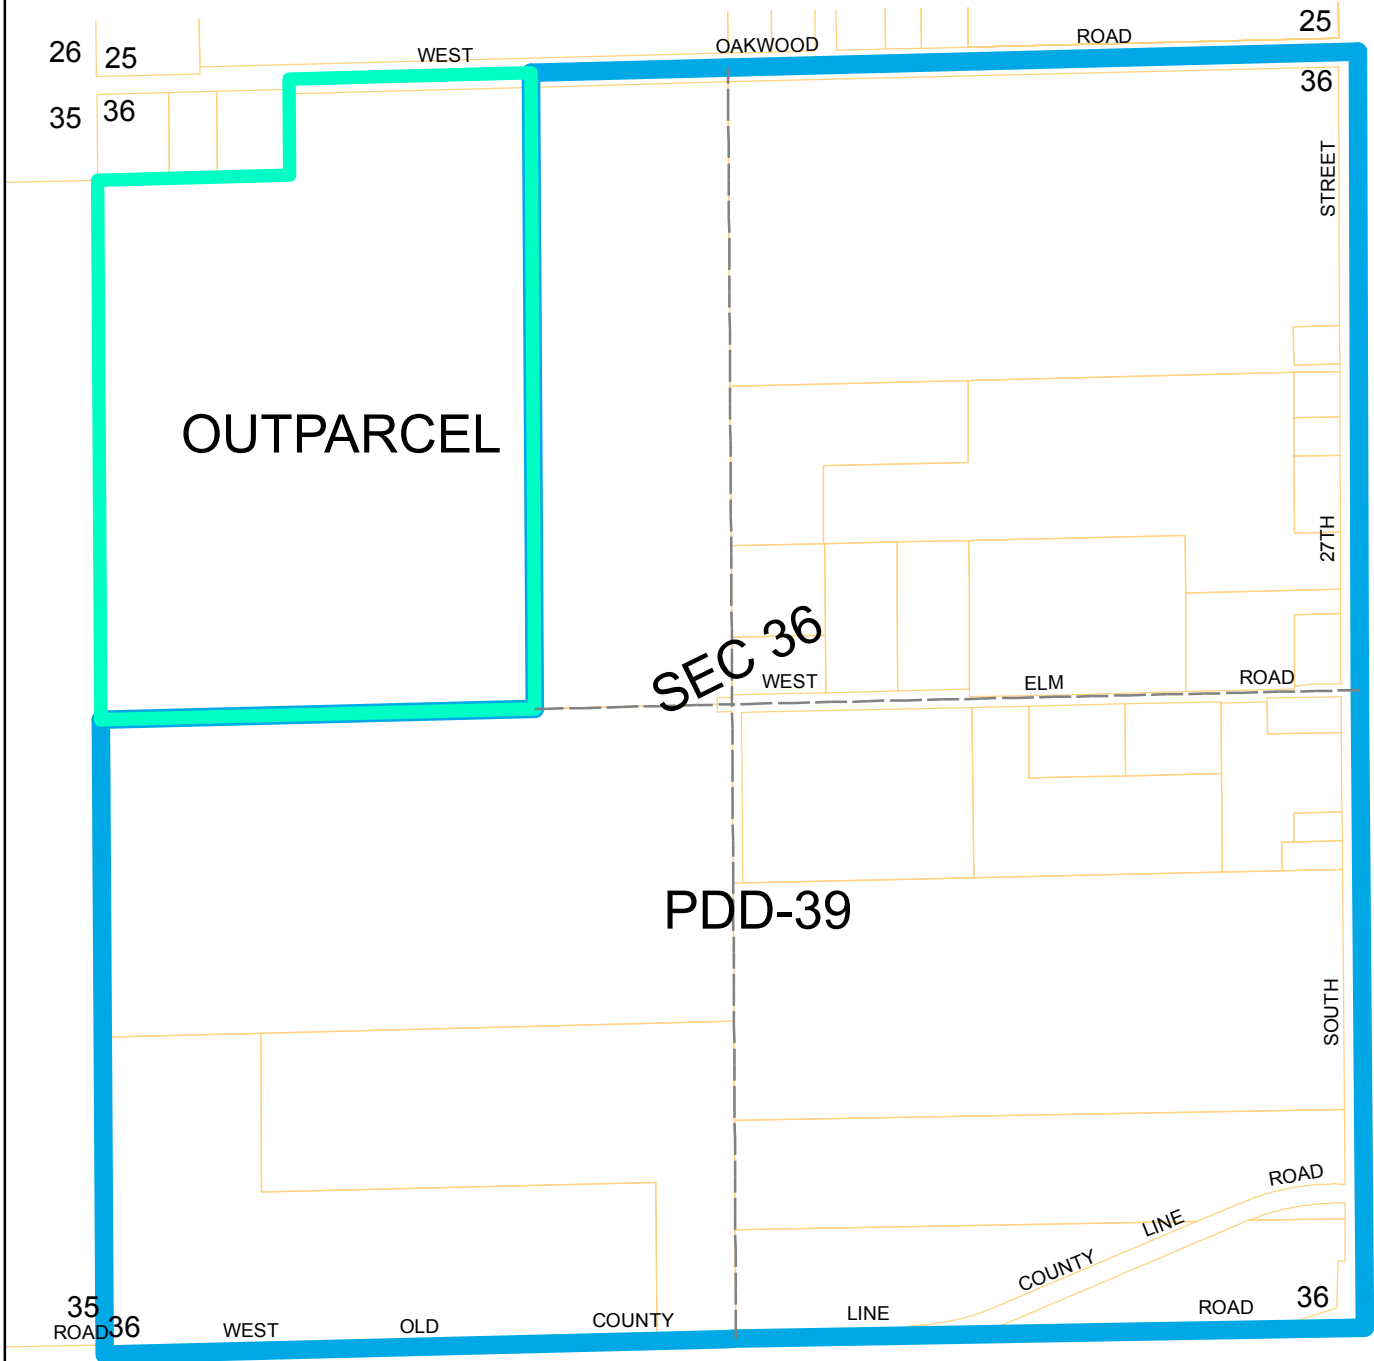 WEST OAKWOOD ROAD
25
26 25
36
35 36
STREET
OUTPARCEL
27TH
SEC 36
WEST ELM ROAD
PDD-39
SOUTH
COUNTY LINE ROAD
35
36
36
ROAD
WEST OLD COUNTY LINE ROAD